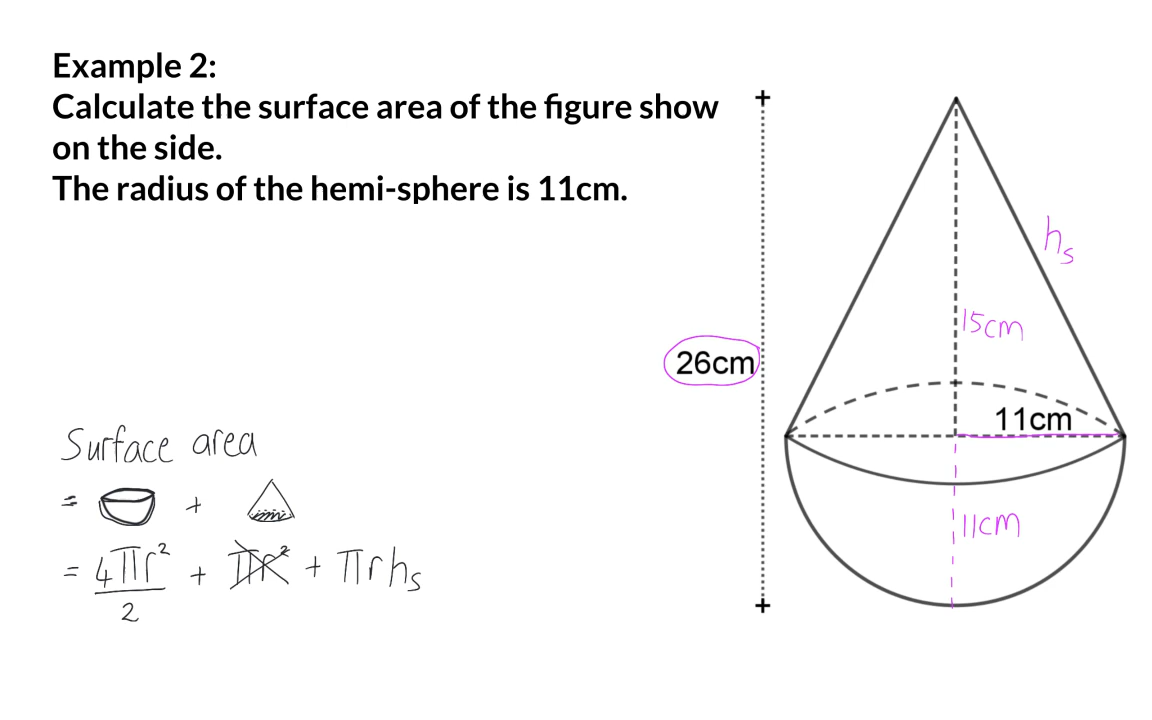 Example 2:
Calculate the surface area of the figure show
on the side.
The radius of the hemi-sphere is 11cm.
hs
15cm
26cm
11cm
11cm
Surface area
= +
= 4πr²/2 + πr² + πrhs